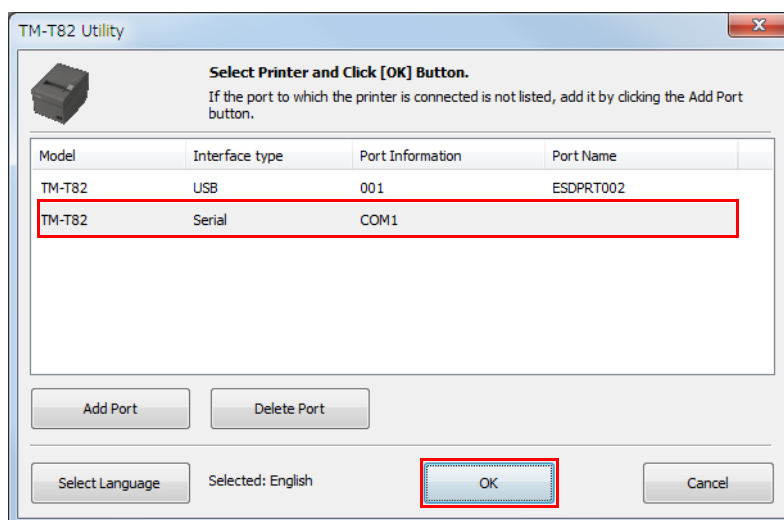 TM-T82 Utility
Select Printer and Click [OK] Button.
If the port to which the printer is connected is not listed, add it by clicking the Add Port
button.
Model Interface type Port Information Port Name
TM-T82 USB 001 ESDPRT002
TM-T82 Serial COM1
Add Port Delete Port
Select Language Selected: English OK Cancel